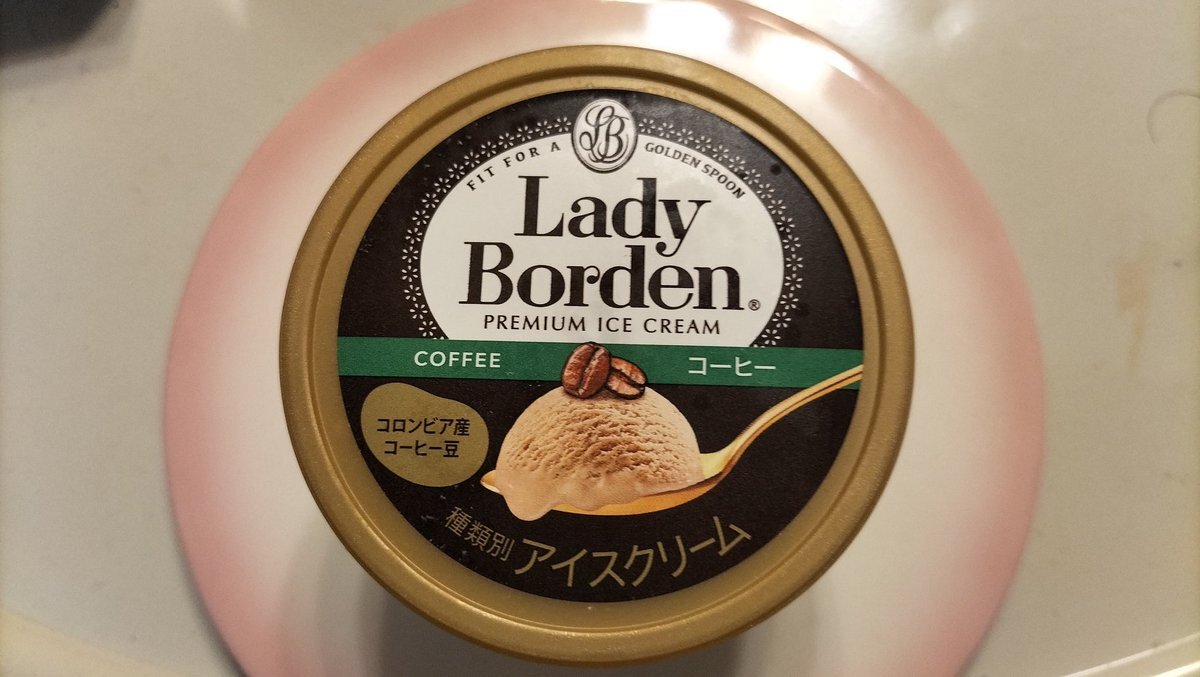 LB
FIT FOR A GOLDEN SPOON
Lady
Borden®
PREMIUM ICE CREAM
COFFEE コーヒー
コロンビア産
コーヒー豆
種類別 アイスクリーム